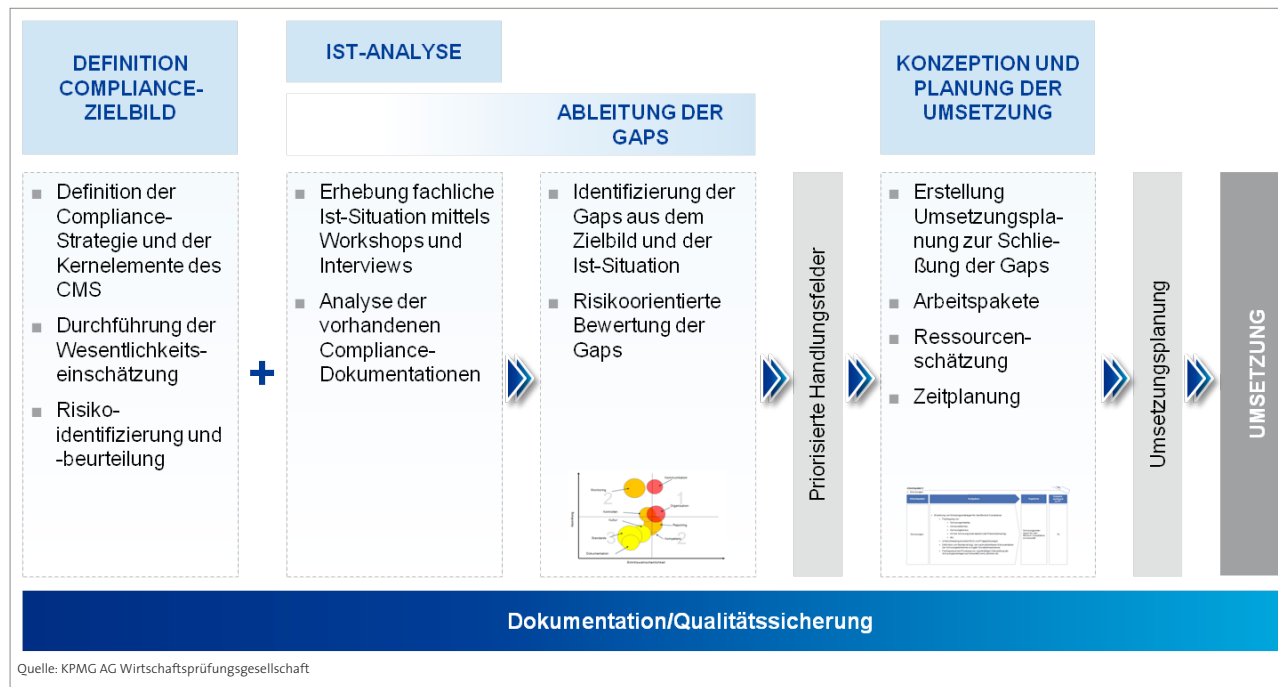 DEFINITION
COMPLIANCE-
ZIELBILD
IST-ANALYSE
ABLEITUNG DER
GAPS
KONZEPTION UND
PLANUNG DER
UMSETZUNG
Definition der
Compliance-
Strategie und der
Kernelemente des
CMS
Durchführung der
Wesentlichkeits-
einschätzung
Risiko-
identifizierung und
-beurteilung
+
Erhebung fachliche
Ist-Situation mittels
Workshops und
Interviews
Analyse der
vorhandenen
Compliance-
Dokumentationen
Identifizierung der
Gaps aus dem
Zielbild und der
Ist-Situation
Risikoorientierte
Bewertung der
Gaps
2
1
Priorisierte Handlungsfelder
Erstellung
Umsetzungspla-
nung zur Schlie-
ßung der Gaps
Arbeitspakete
Ressourcen-
schätzung
Zeitplanung
Umsetzungsplanung
UMSETZUNG
Dokumentation/Qualitätssicherung
Quelle: KPMG AG Wirtschaftsprüfungsgesellschaft